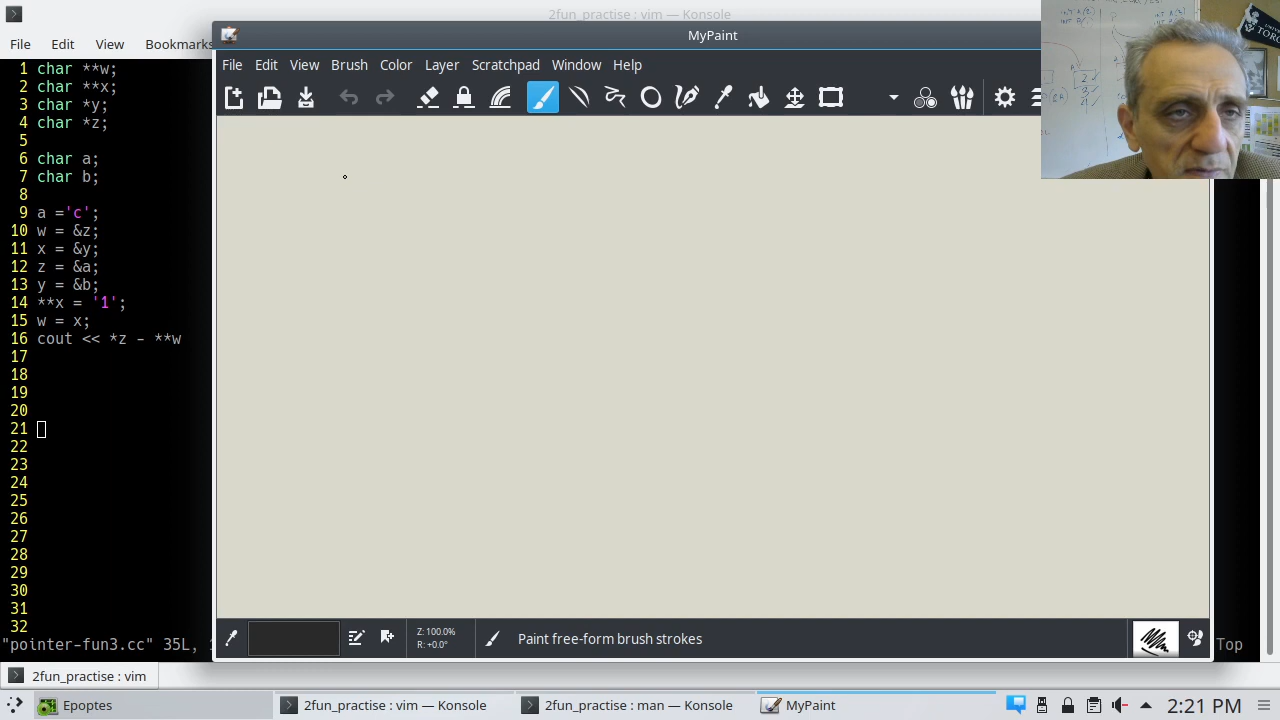 2fun_practise : vim — Konsole
MyPaint
File Edit View Bookmarks
File Edit View Brush Color Layer Scratchpad Window Help
1 char **w;
2 char **x;
3 char *y;
4 char *z;
5
6 char a;
7 char b;
8
9 a ='c';
10 w = &z;
11 x = &y;
12 z = &a;
13 y = &b;
14 **x = '1';
15 w = x;
16 cout << *z - **w
17
18
19
20
21
22
23
24
25
26
27
28
29
30
31
32
"pointer-fun3.cc" 35L,
Top
Z: 100.0%
R: +0.0°
Paint free-form brush strokes
2fun_practise : vim
Epoptes
2fun_practise : vim — Konsole
2fun_practise : man — Konsole
MyPaint
2:21 PM